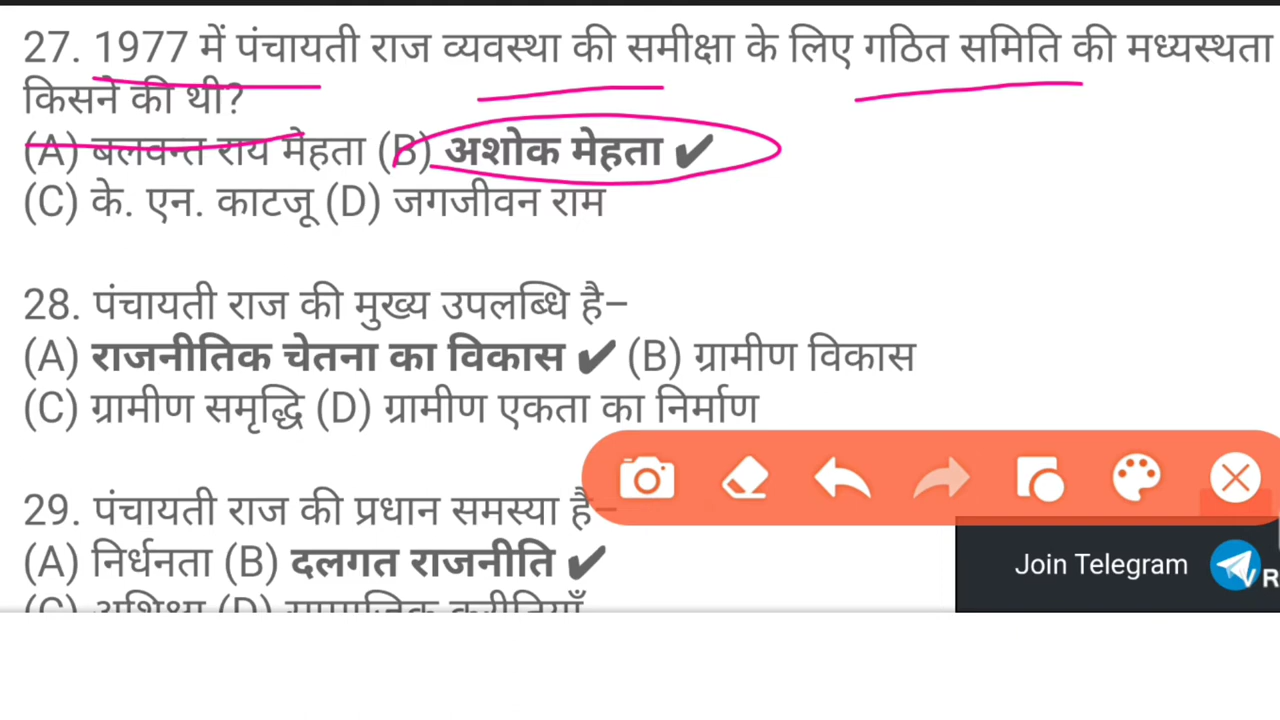 27. 1977 में पंचायती राज व्यवस्था की समीक्षा के लिए गठित समिति की मध्यस्थता
किसने की थी?
(A) बलवन्त राय मेहता (B) अशोक मेहता ✔
(C) के. एन. काटजू (D) जगजीवन राम
28. पंचायती राज की मुख्य उपलब्धि है–
(A) राजनीतिक चेतना का विकास ✔ (B) ग्रामीण विकास
(C) ग्रामीण समृद्धि (D) ग्रामीण एकता का निर्माण
29. पंचायती राज की प्रधान समस्या है–
(A) निर्धनता (B) दलगत राजनीति ✔
(C) अशिक्षा (D) सामाजिक कुरीतियाँ
Join Telegram